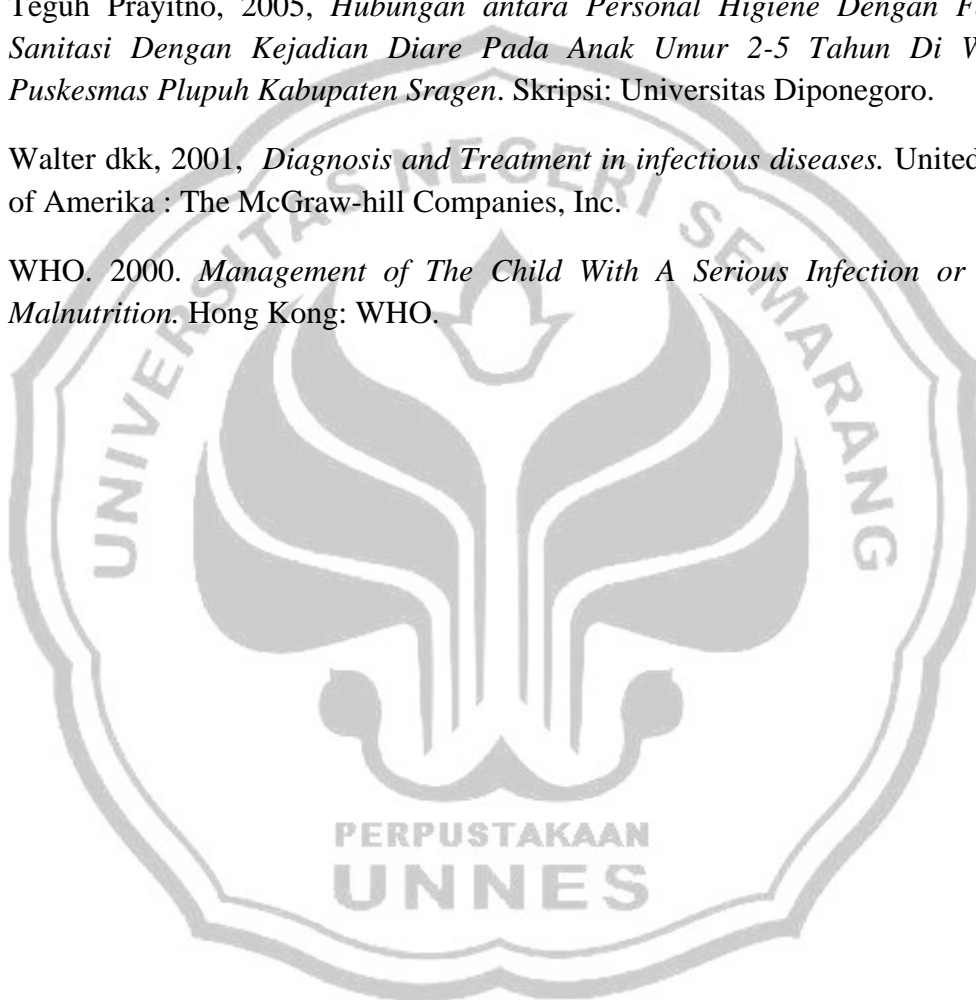 Teguh Prayitno, 2005, Hubungan antara Personal Higiene Dengan
Sanitasi Dengan Kejadian Diare Pada Anak Umur 2-5 Tahun Di
Puskesmas Plupuh Kabupaten Sragen. Skripsi: Universitas Diponegoro.
Walter dkk, 2001, Diagnosis and Treatment in infectious diseases. United
of Amerika : The McGraw-hill Companies, Inc.
WHO. 2000. Management of The Child With A Serious Infection or
Malnutrition. Hong Kong: WHO.
UNIVERSITAS NEGERI SEMARANG
PERPUSTAKAAN
UNNES